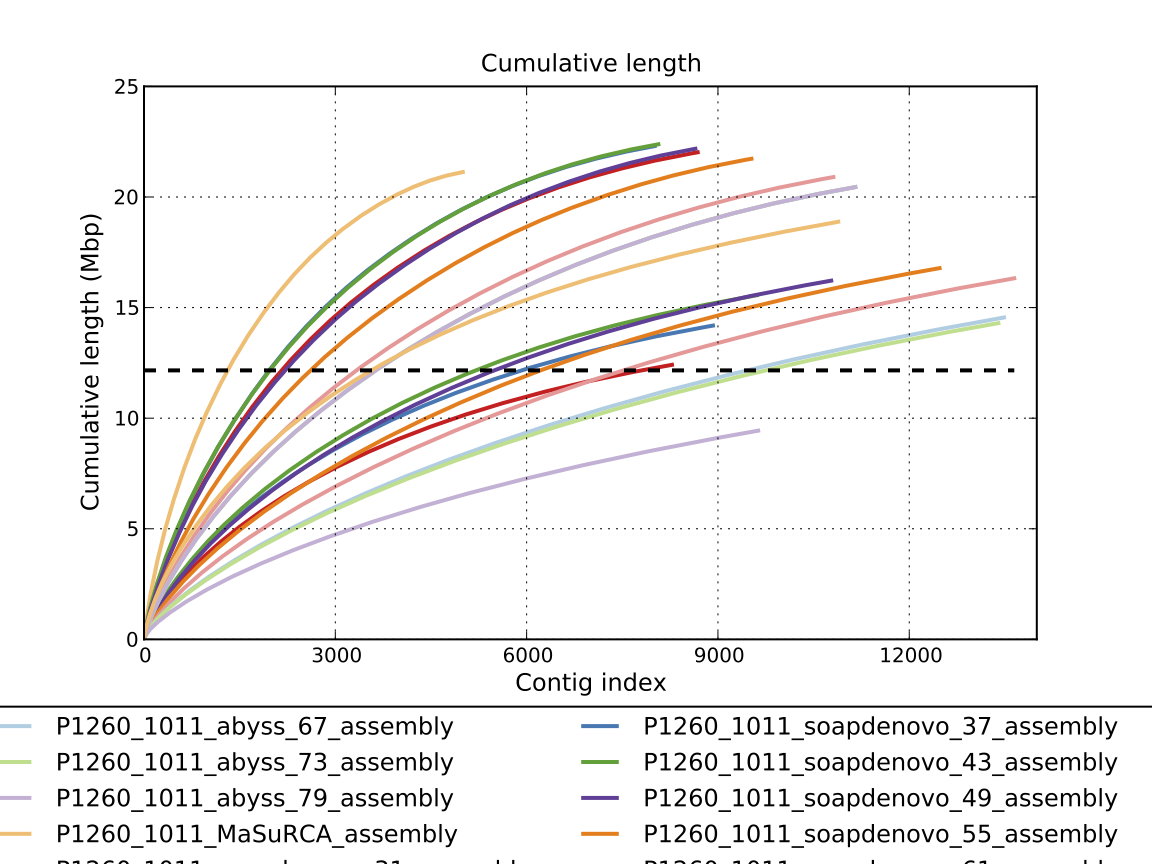 Cumulative length
25
20
15
10
5
0
Cumulative length (Mbp)
0 3000 6000 9000 12000
Contig index
P1260_1011_abyss_67_assembly P1260_1011_soapdenovo_37_assembly
P1260_1011_abyss_73_assembly P1260_1011_soapdenovo_43_assembly
P1260_1011_abyss_79_assembly P1260_1011_soapdenovo_49_assembly
P1260_1011_MaSuRCA_assembly P1260_1011_soapdenovo_55_assembly